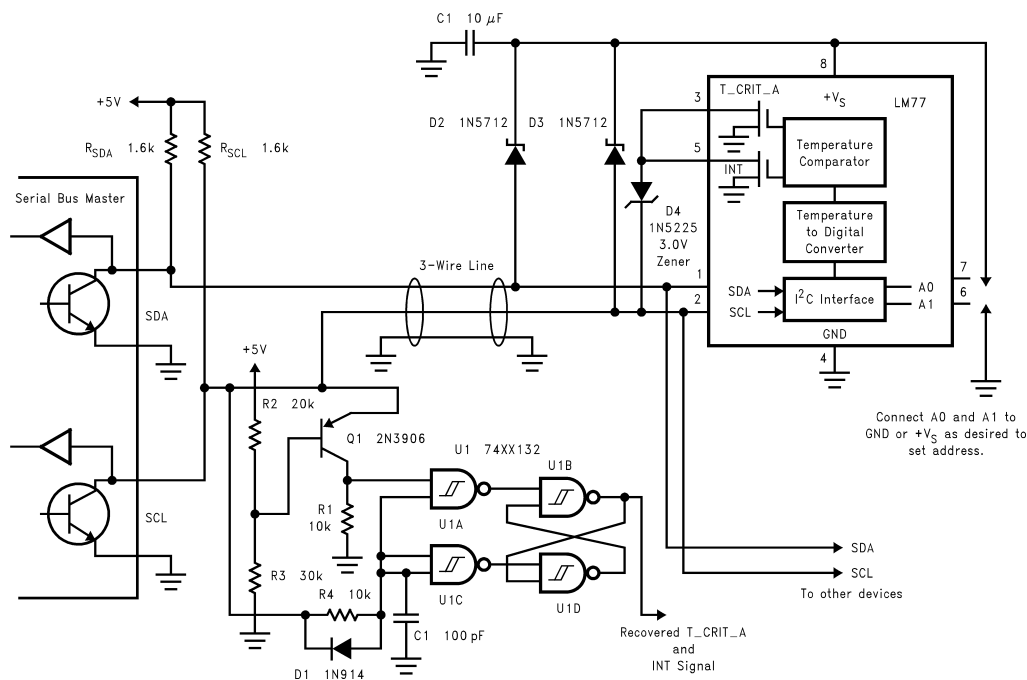 C1 10 μF
8
T_CRIT_A
+VS
LM77
3
+5V
D2 1N5712
D3 1N5712
RSDA 1.6k
RSCL 1.6k
Temperature
Comparator
5
INT
Serial Bus Master
D4
1N5225
3.0V
Zener
Temperature
to Digital
Converter
3-Wire Line
1
7
SDA
I2C Interface
A0
2
6
SCL
A1
SDA
GND
4
+5V
R2 20k
Connect A0 and A1 to
GND or +VS as desired to
set address.
Q1 2N3906
U1 74XX132
U1B
R1
10k
U1A
SCL
SDA
R3 30k
U1C
SCL
R4 10k
U1D
To other devices
C1 100 pF
Recovered T_CRIT_A
and
INT Signal
D1 1N914